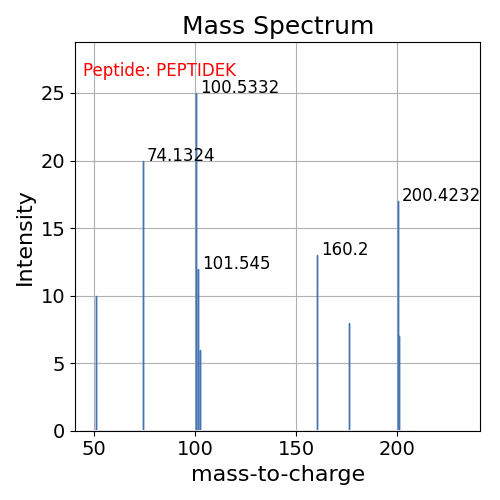 Mass Spectrum
Peptide: PEPTIDEK
100.5332
74.1324
200.4232
160.2
101.545
25
20
15
10
5
0
Intensity
50 100 150 200
mass-to-charge